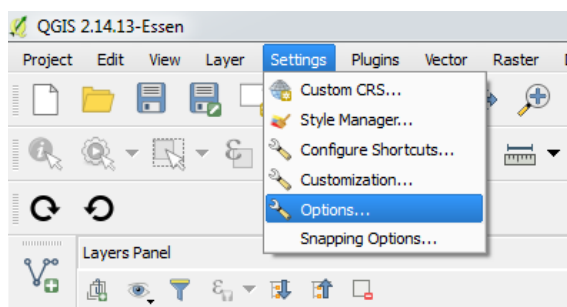 QGIS 2.14.13-Essen
Project Edit View Layer Settings Plugins Vector Raster
Custom CRS...
Style Manager...
Configure Shortcuts...
Customization...
Options...
Snapping Options...
Layers Panel